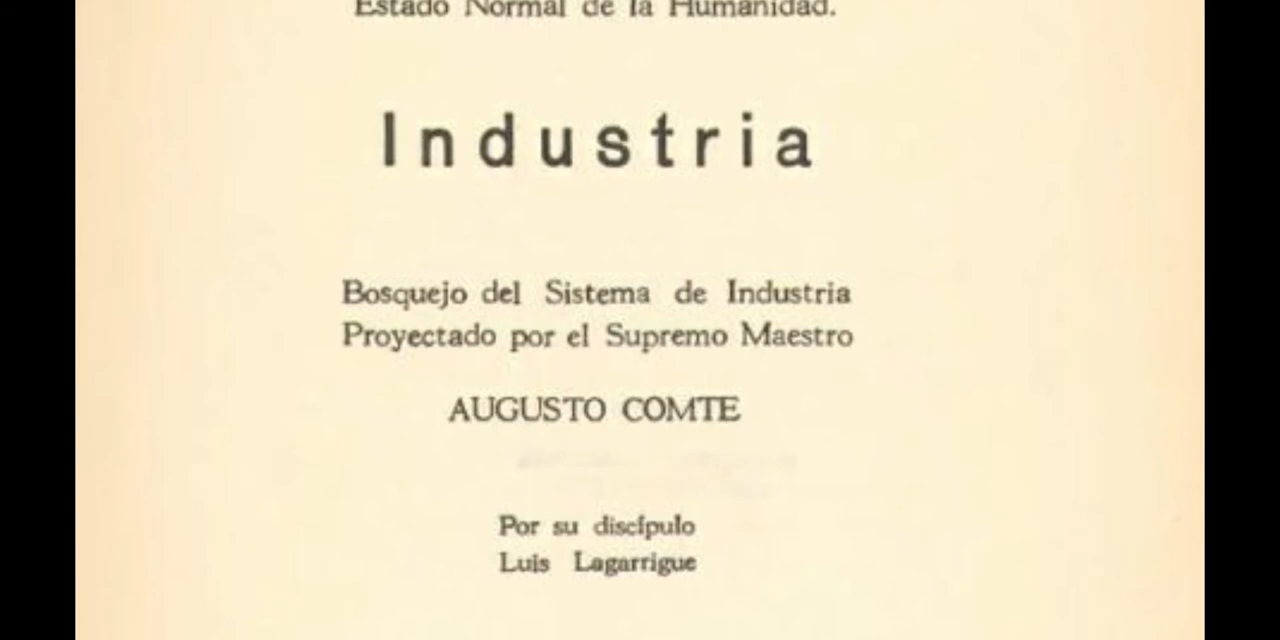 Estado Normal de la Humanidad.
Industria
Bosquejo del Sistema de Industria
Proyectado por el Supremo Maestro
AUGUSTO COMTE
Por su discípulo
Luis Lagarrigue